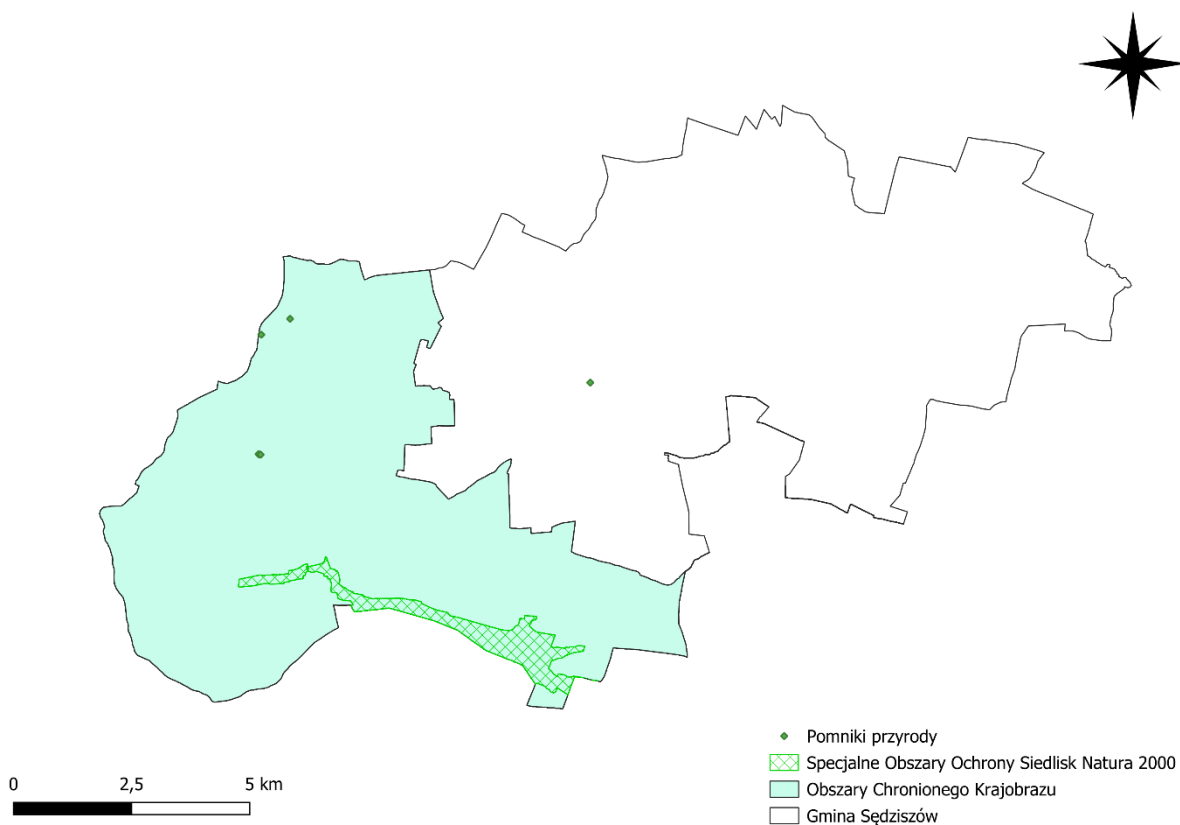 Pomniki przyrody
Specjalne Obszary Ochrony Siedlisk Natura 2000
Obszary Chronionego Krajobrazu
Gmina Sędziszów
0 2,5 5 km